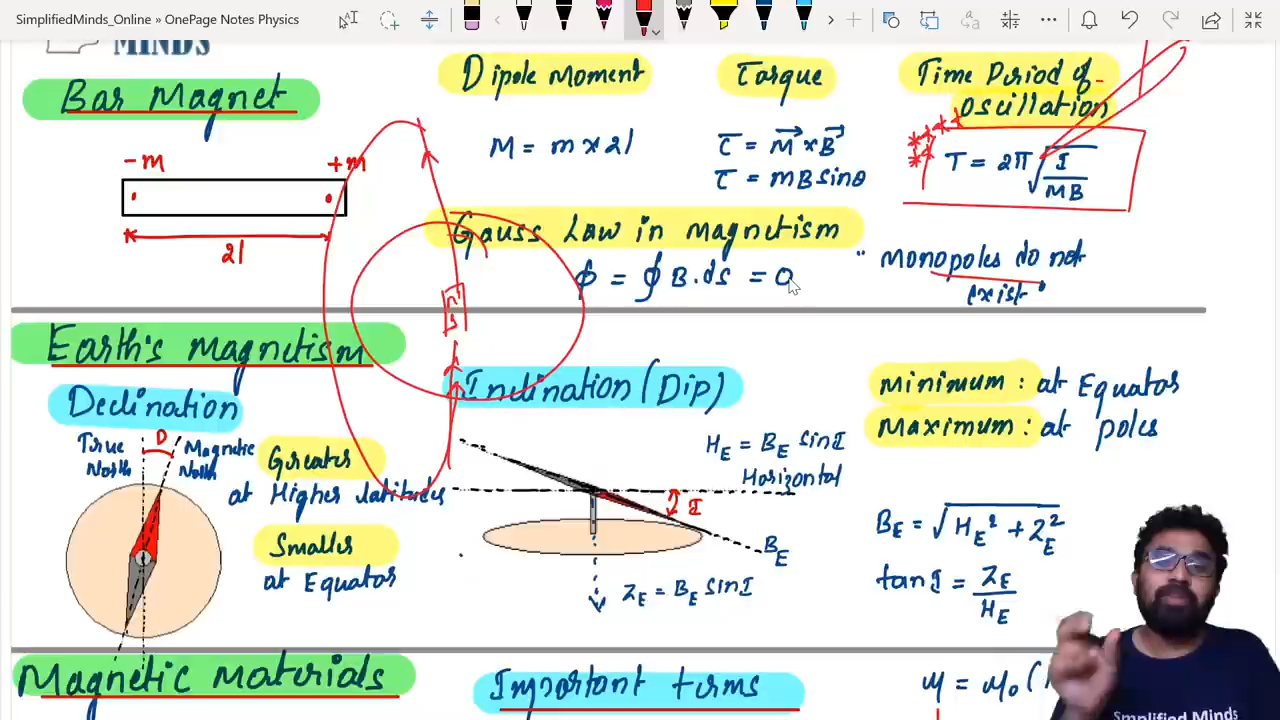 SimplifiedMinds_Online » OnePage Notes Physics
MINDS
Bar Magnet
-m
+m
2l
Dipole Moment
M = m × 2l
Torque
τ = M × B
τ = mB sinθ
Time Period of
oscillation
T = 2π √(I/MB)
Gauss Law in magnetism
ϕ = ∮ B.ds = 0
" monopoles do not
exist "
n
s
Earth's magnetism
Declination
True
North
D
Magnetic
North
Greater
at Higher latitudes
Smaller
at Equator
Inclination (Dip)
H_E = B_E sin I
Horizontal
I
B_E
Z_E = B_E sin I
minimum : at Equator
Maximum : at poles
B_E = √(H_E² + Z_E²)
tan I = Z_E/H_E
Magnetic materials
Important terms
μ = μ₀ (
Simplified Minds